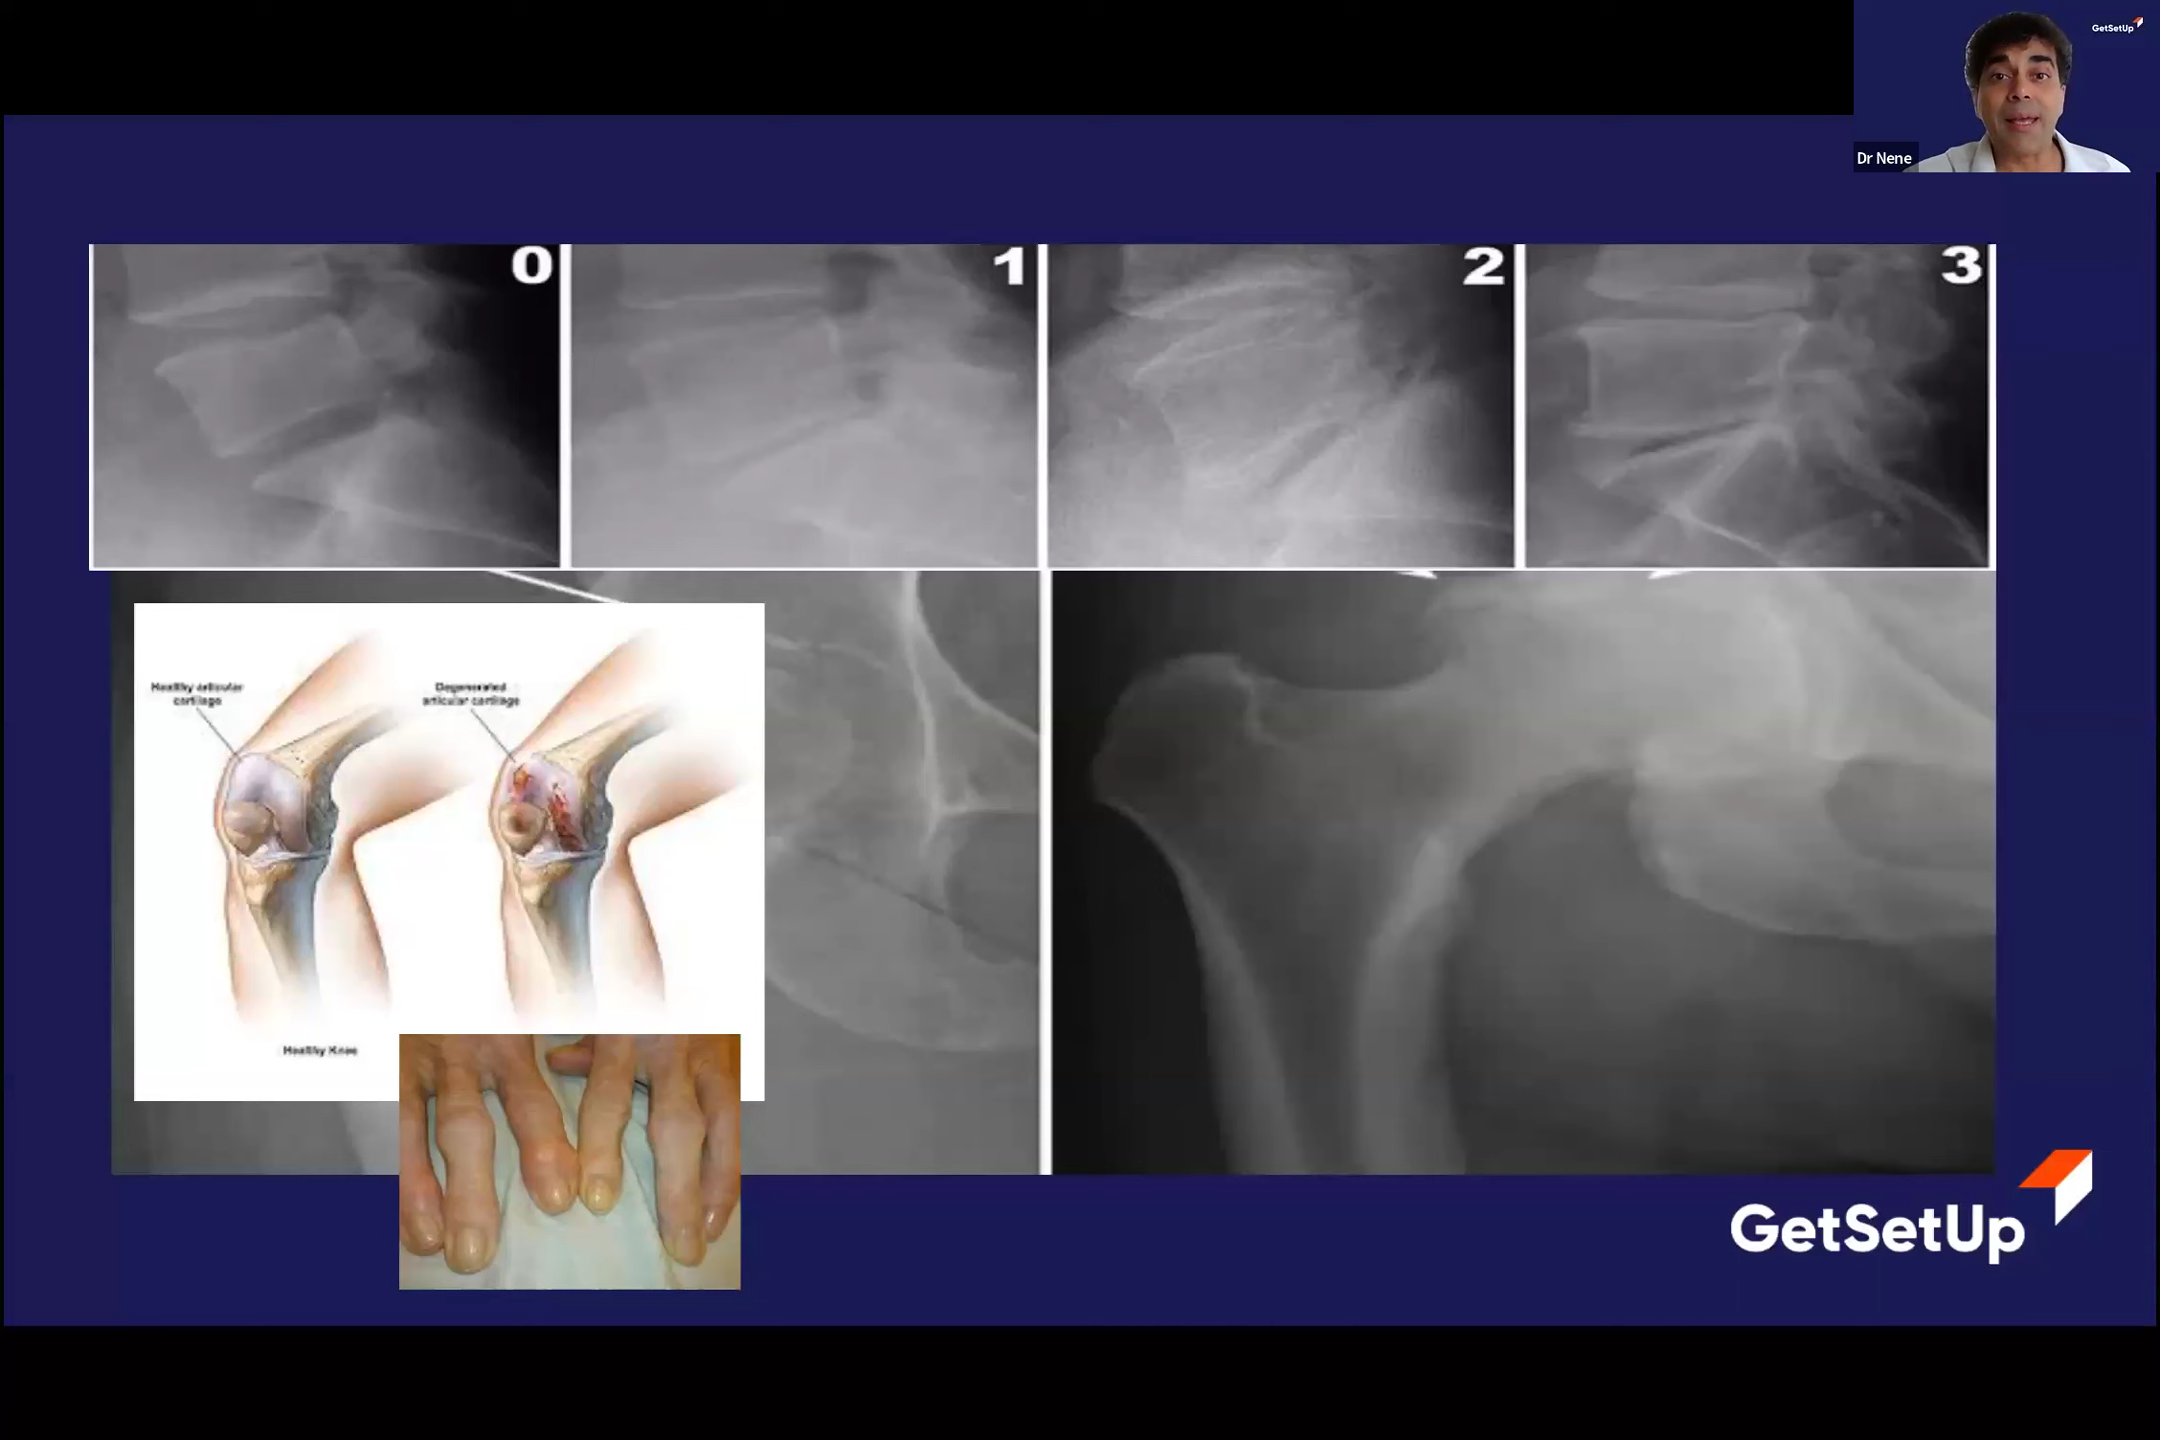 GetSetUp
Dr Nene
0
1
2
3
Healthy articular
cartilage
Degenerated
articular cartilage
Healthy Knee
GetSetUp